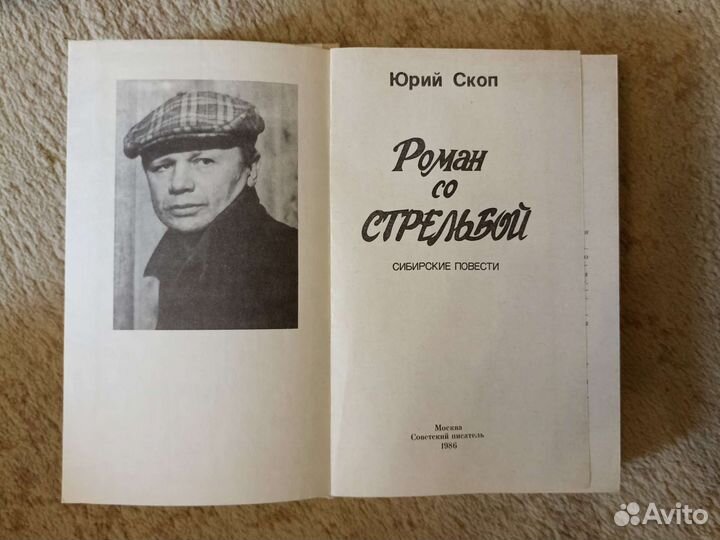 Юрий Скоп
Роман
со
СТРЕЛЬБОЙ
СИБИРСКИЕ ПОВЕСТИ
Москва
Советский писатель
1986
Avito